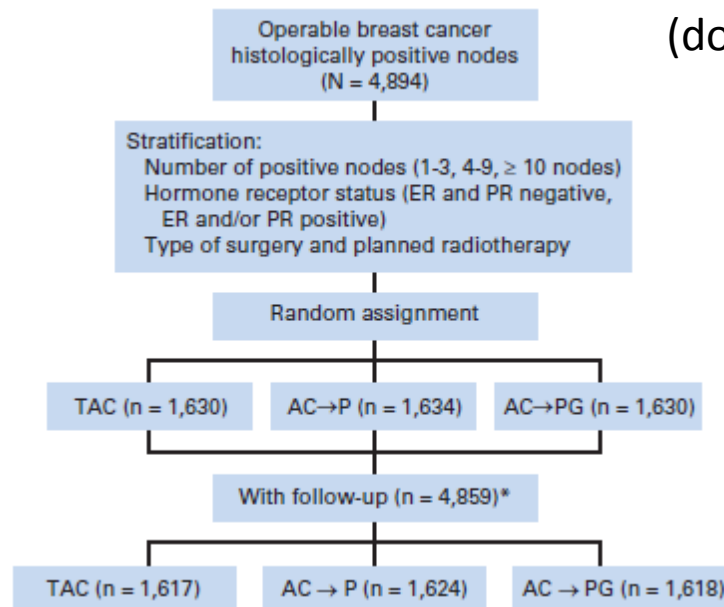 Operable breast cancer
histologically positive nodes
(N = 4,894)
(do
Stratification:
Number of positive nodes (1-3, 4-9, ≥ 10 nodes)
Hormone receptor status (ER and PR negative,
ER and/or PR positive)
Type of surgery and planned radiotherapy
Random assignment
TAC (n = 1,630)
AC→P (n = 1,634)
AC→PG (n = 1,630)
With follow-up (n = 4,859)*
TAC (n = 1,617)
AC → P (n = 1,624)
AC → PG (n = 1,618)